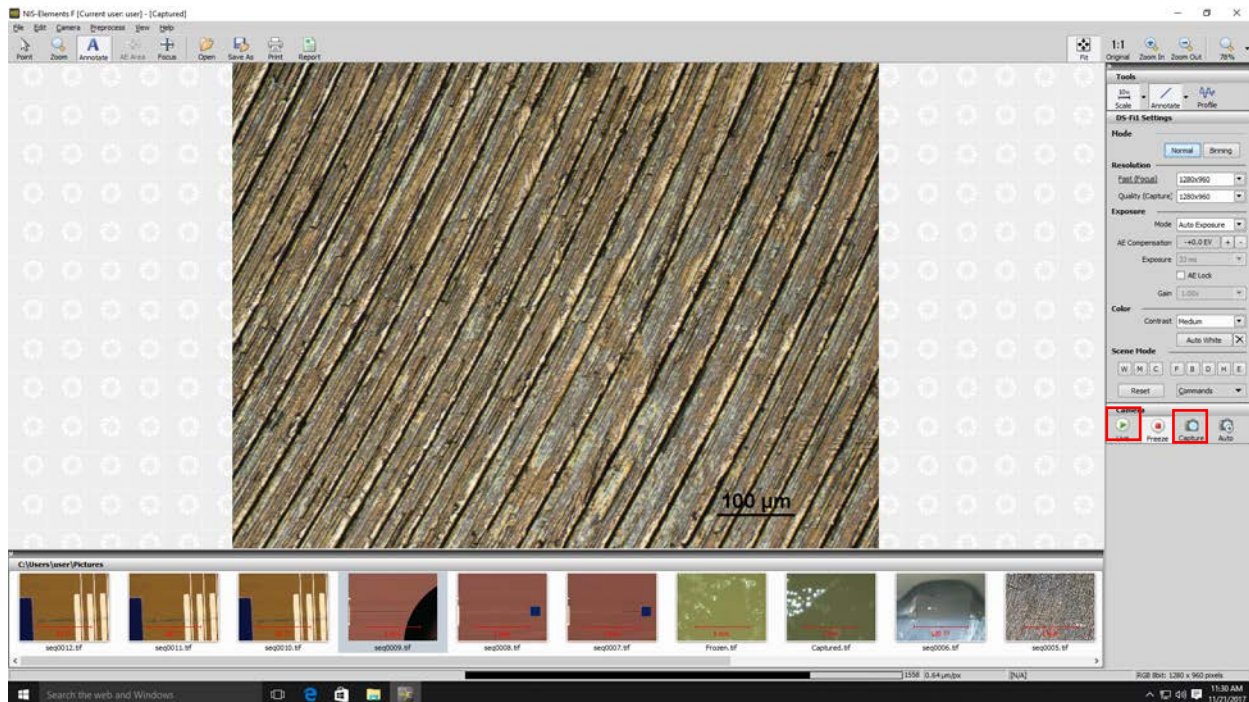 NIS-Elements F [Current user: user] - [Captured]
File Edit Camera Preprocess View Help
Point Zoom Annotate AE Area Focus Open Save As Print Report Fit Original Zoom In Zoom Out 78%
1:1
Tools
10x
Scale Annotate Profile
DS-Fi1 Settings
Mode
Normal Binning
Resolution
Fast (Focus) 1280x960
Quality (Capture) 1280x960
Exposure
Mode Auto Exposure
AE Compensation +0.0 EV + -
Exposure 33 ms
AE Lock
Gain 1.00x
Color
Contrast Medium
Auto White
Scene Mode
W M C F B D H E
Reset Commands
Camera
Live Freeze Capture Auto
100 µm
C:\Users\user\Pictures
seq0012.tif seq0011.tif seq0010.tif seq0009.tif seq0008.tif seq0007.tif Frozen.tif Captured.tif seq0006.tif seq0005.tif
1558 0.64 µm/px [N/A] RGB 8bit: 1280 x 960 pixels
Search the web and Windows
11:30 AM
11/21/2017